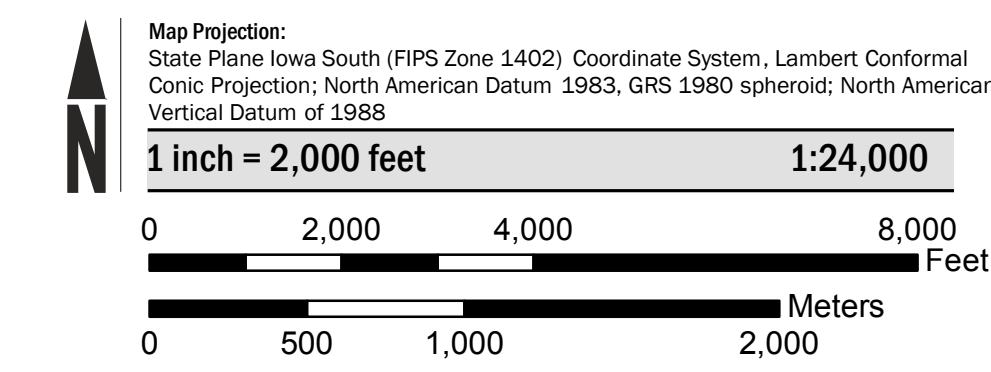 N
Map Projection:
State Plane Iowa South (FIPS Zone 1402) Coordinate System, Lambert Conformal
Conic Projection; North American Datum 1983, GRS 1980 spheroid; North American
Vertical Datum of 1988
1 inch = 2,000 feet 1:24,000
0 2,000 4,000 8,000
Feet
Meters
0 500 1,000 2,000